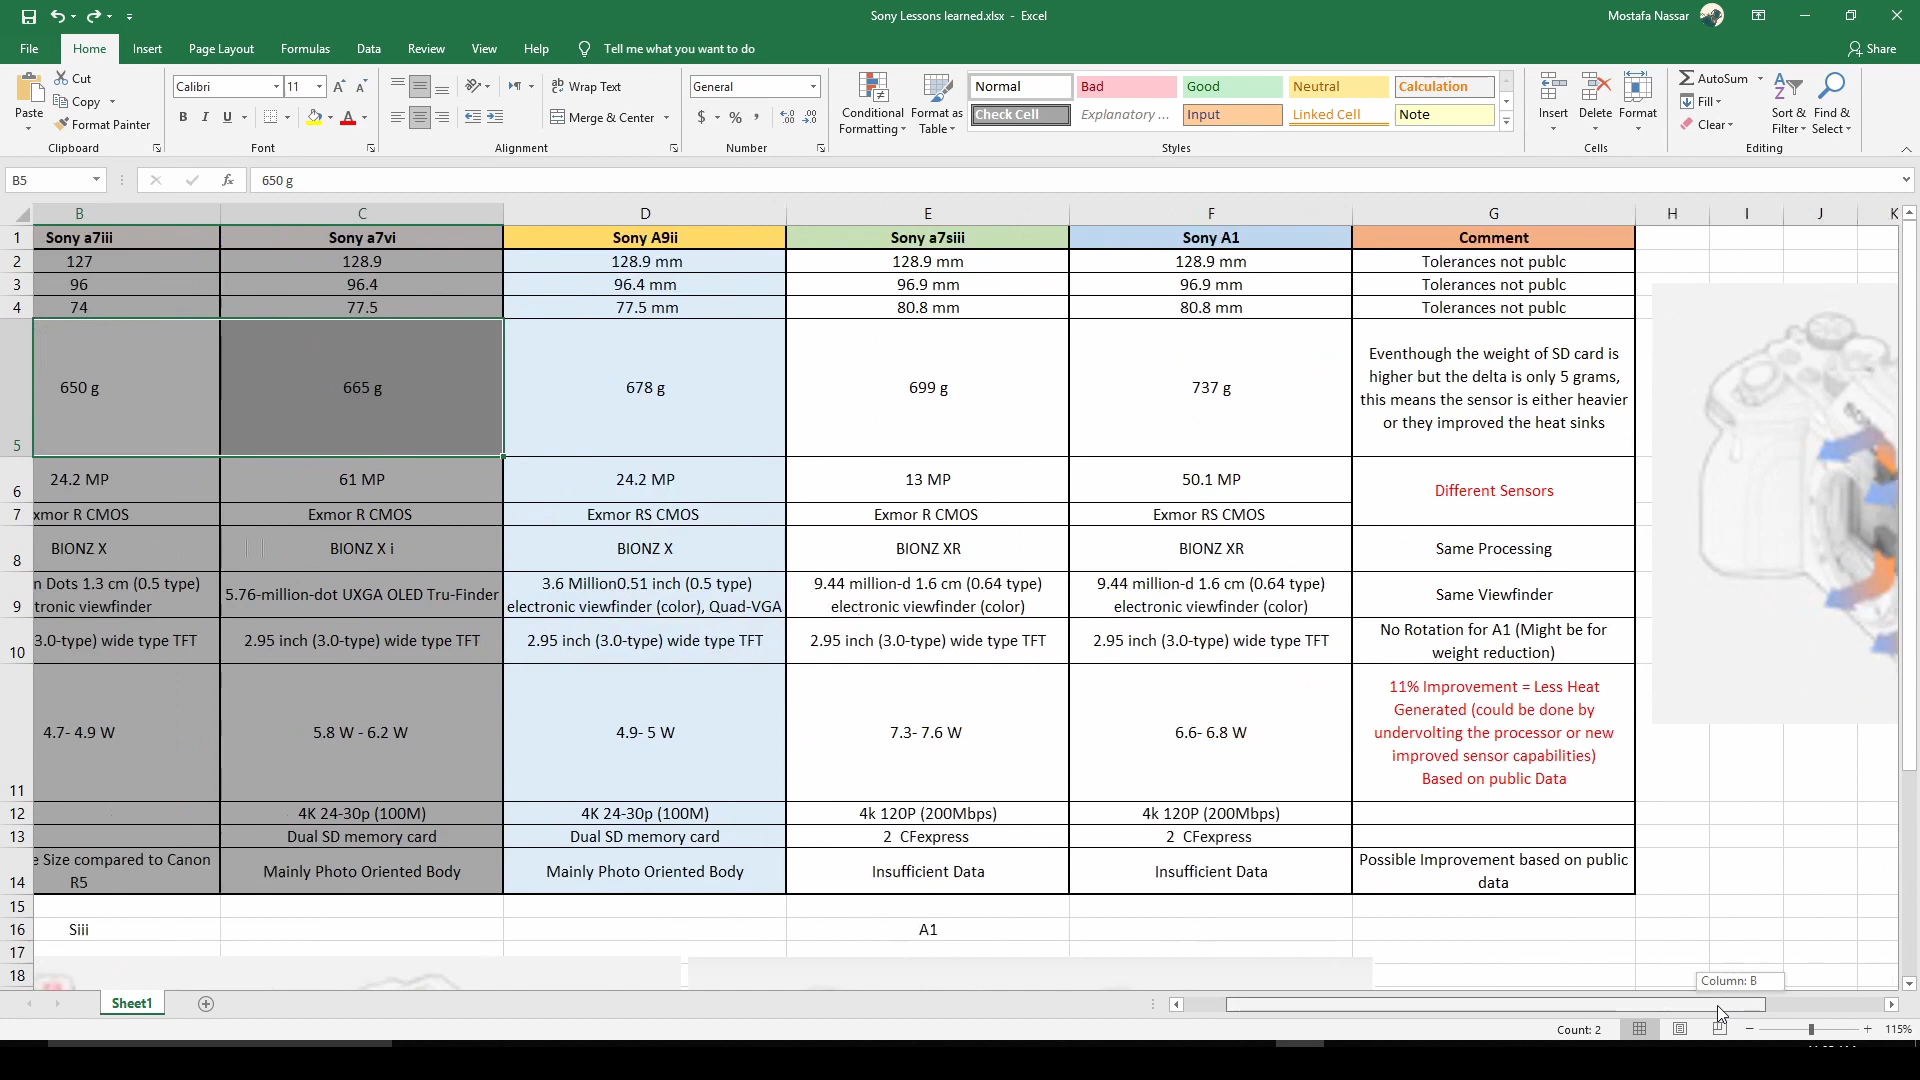 Sony Lessons learned.xlsx - Excel
Mostafa Nassar
File Home Insert Page Layout Formulas Data Review View Help Tell me what you want to do
Share
Paste
Cut
Copy
Format Painter
Clipboard
Calibri 11
B I U
Font
Wrap Text
Merge & Center
Alignment
General
$ % ,
Number
Conditional Formatting
Format as Table
Normal Bad Good Neutral Calculation
Check Cell Explanatory ... Input Linked Cell Note
Styles
Insert Delete Format
Cells
AutoSum
Fill
Clear
Sort & Filter
Find & Select
Editing
B5
fx 650 g
B C D E F G H I J K
1 Sony a7iii Sony a7vi Sony A9ii Sony a7siii Sony A1 Comment
2 127 128.9 128.9 mm 128.9 mm 128.9 mm Tolerances not publc
3 96 96.4 96.4 mm 96.9 mm 96.9 mm Tolerances not publc
4 74 77.5 77.5 mm 80.8 mm 80.8 mm Tolerances not publc
5 650 g 665 g 678 g 699 g 737 g
Eventhough the weight of SD card is
higher but the delta is only 5 grams,
this means the sensor is either heavier
or they improved the heat sinks
6 24.2 MP 61 MP 24.2 MP 13 MP 50.1 MP
Different Sensors
7 xmor R CMOS Exmor R CMOS Exmor RS CMOS Exmor R CMOS Exmor RS CMOS
8 BIONZ X BIONZ X i BIONZ X BIONZ XR BIONZ XR Same Processing
9
n Dots 1.3 cm (0.5 type)
tronic viewfinder
5.76-million-dot UXGA OLED Tru-Finder
3.6 Million0.51 inch (0.5 type)
electronic viewfinder (color), Quad-VGA
9.44 million-d 1.6 cm (0.64 type)
electronic viewfinder (color)
9.44 million-d 1.6 cm (0.64 type)
electronic viewfinder (color)
Same Viewfinder
10 3.0-type) wide type TFT 2.95 inch (3.0-type) wide type TFT 2.95 inch (3.0-type) wide type TFT 2.95 inch (3.0-type) wide type TFT 2.95 inch (3.0-type) wide type TFT
No Rotation for A1 (Might be for
weight reduction)
11 4.7- 4.9 W 5.8 W - 6.2 W 4.9- 5 W 7.3- 7.6 W 6.6- 6.8 W
11% Improvement = Less Heat
Generated (could be done by
undervolting the processor or new
improved sensor capabilities)
Based on public Data
12 4K 24-30p (100M) 4K 24-30p (100M) 4k 120P (200Mbps) 4k 120P (200Mbps)
13 Dual SD memory card Dual SD memory card 2 CFexpress 2 CFexpress
14
e Size compared to Canon
R5
Mainly Photo Oriented Body Mainly Photo Oriented Body Insufficient Data Insufficient Data
Possible Improvement based on public
data
15
16 Siii A1
17
18
Column: B
Sheet1
Count: 2
115%